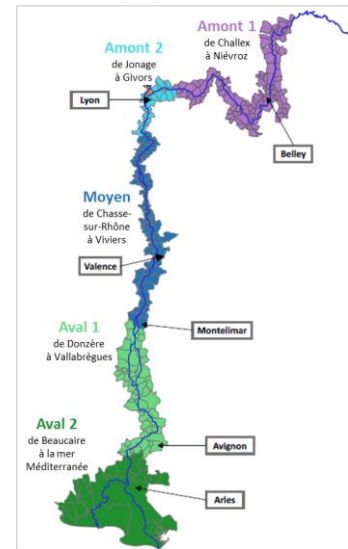 Amont 2
de Jonage
à Givors
Amont 1
de Challex
à Niévroz
Lyon
Belley
Moyen
de Chasse-
sur-Rhône
à Viviers
Valence
Montelimar
Aval 1
de Donzère
à Vallabrègues
Avignon
Aval 2
de Beaucaire
à la mer
Méditerranée
Arles